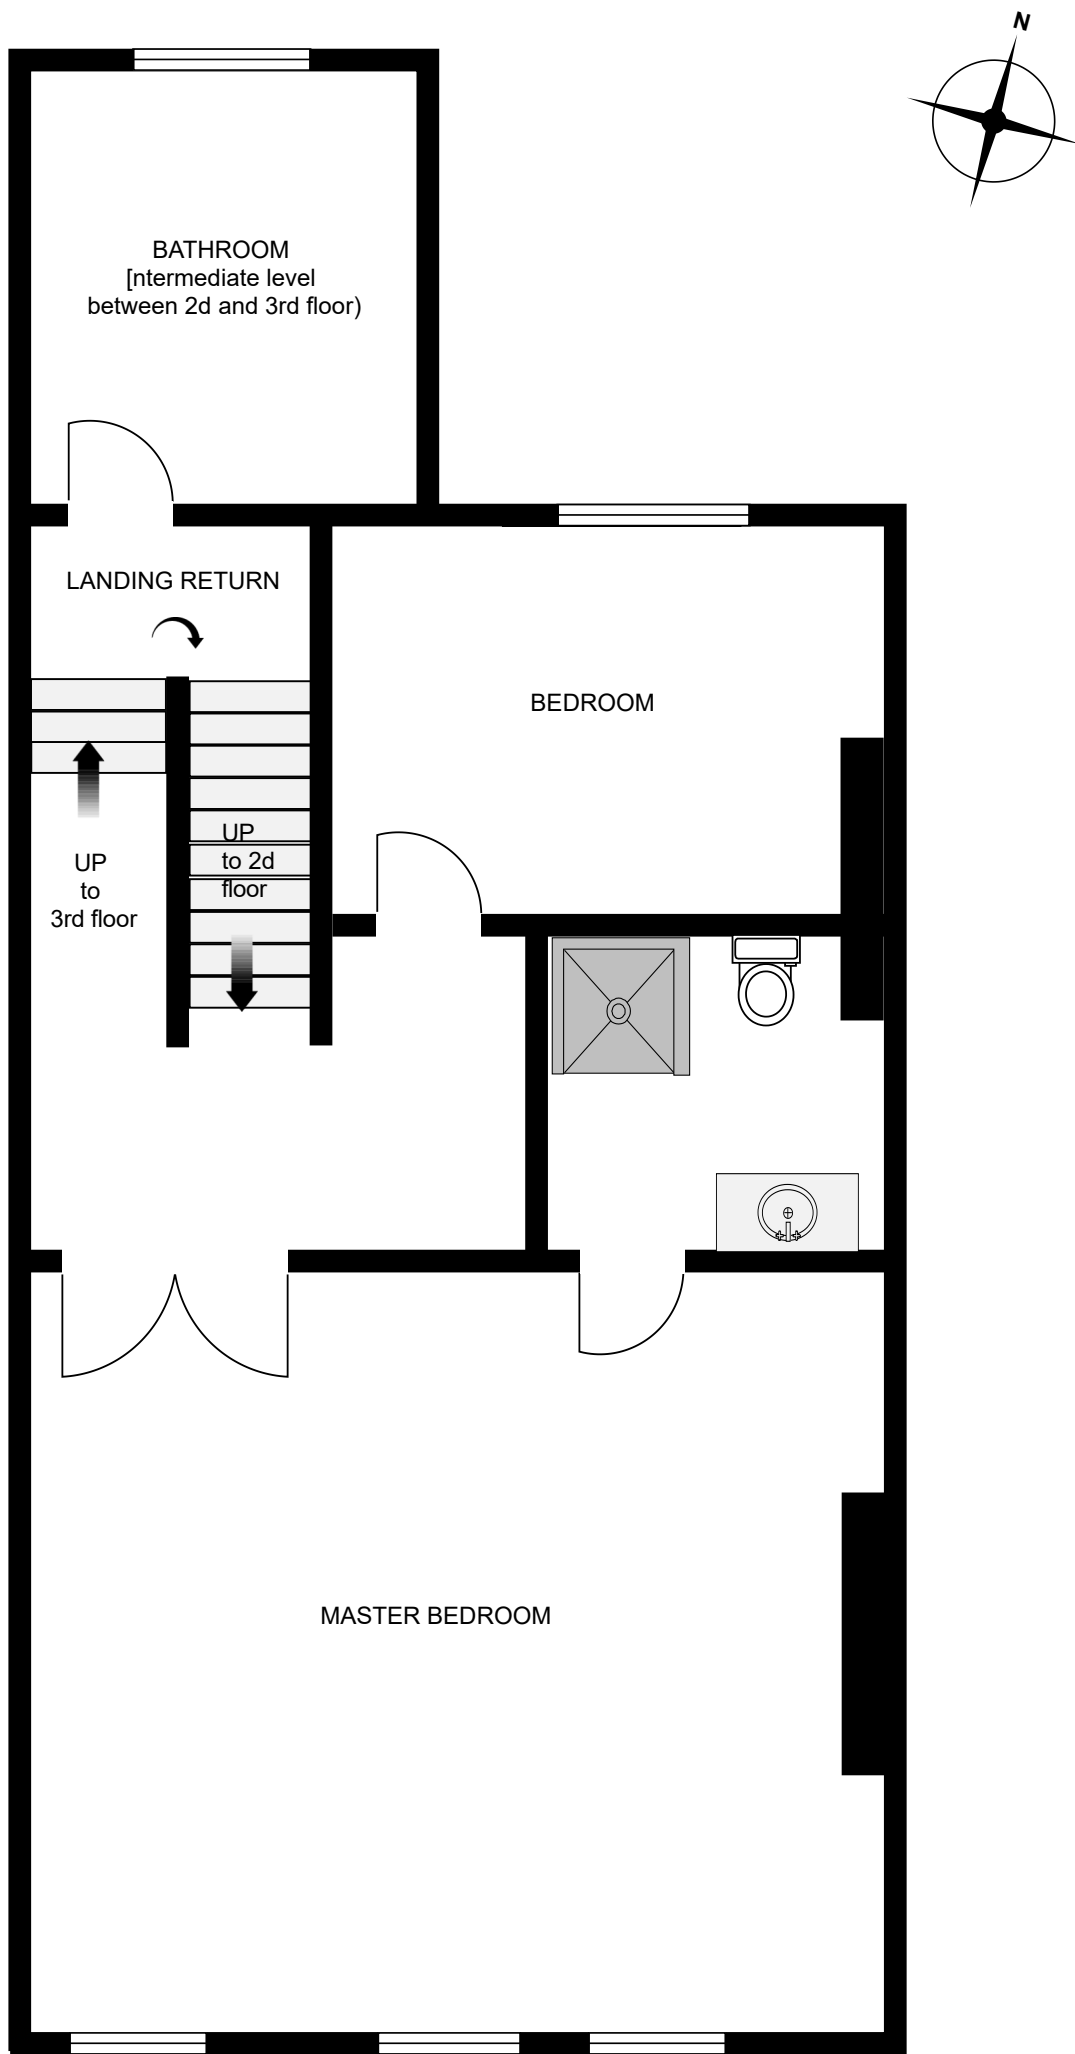 N
BATHROOM
[ntermediate level
between 2d and 3rd floor)
LANDING RETURN
BEDROOM
UP
to 2d
floor
UP
to
3rd floor
MASTER BEDROOM